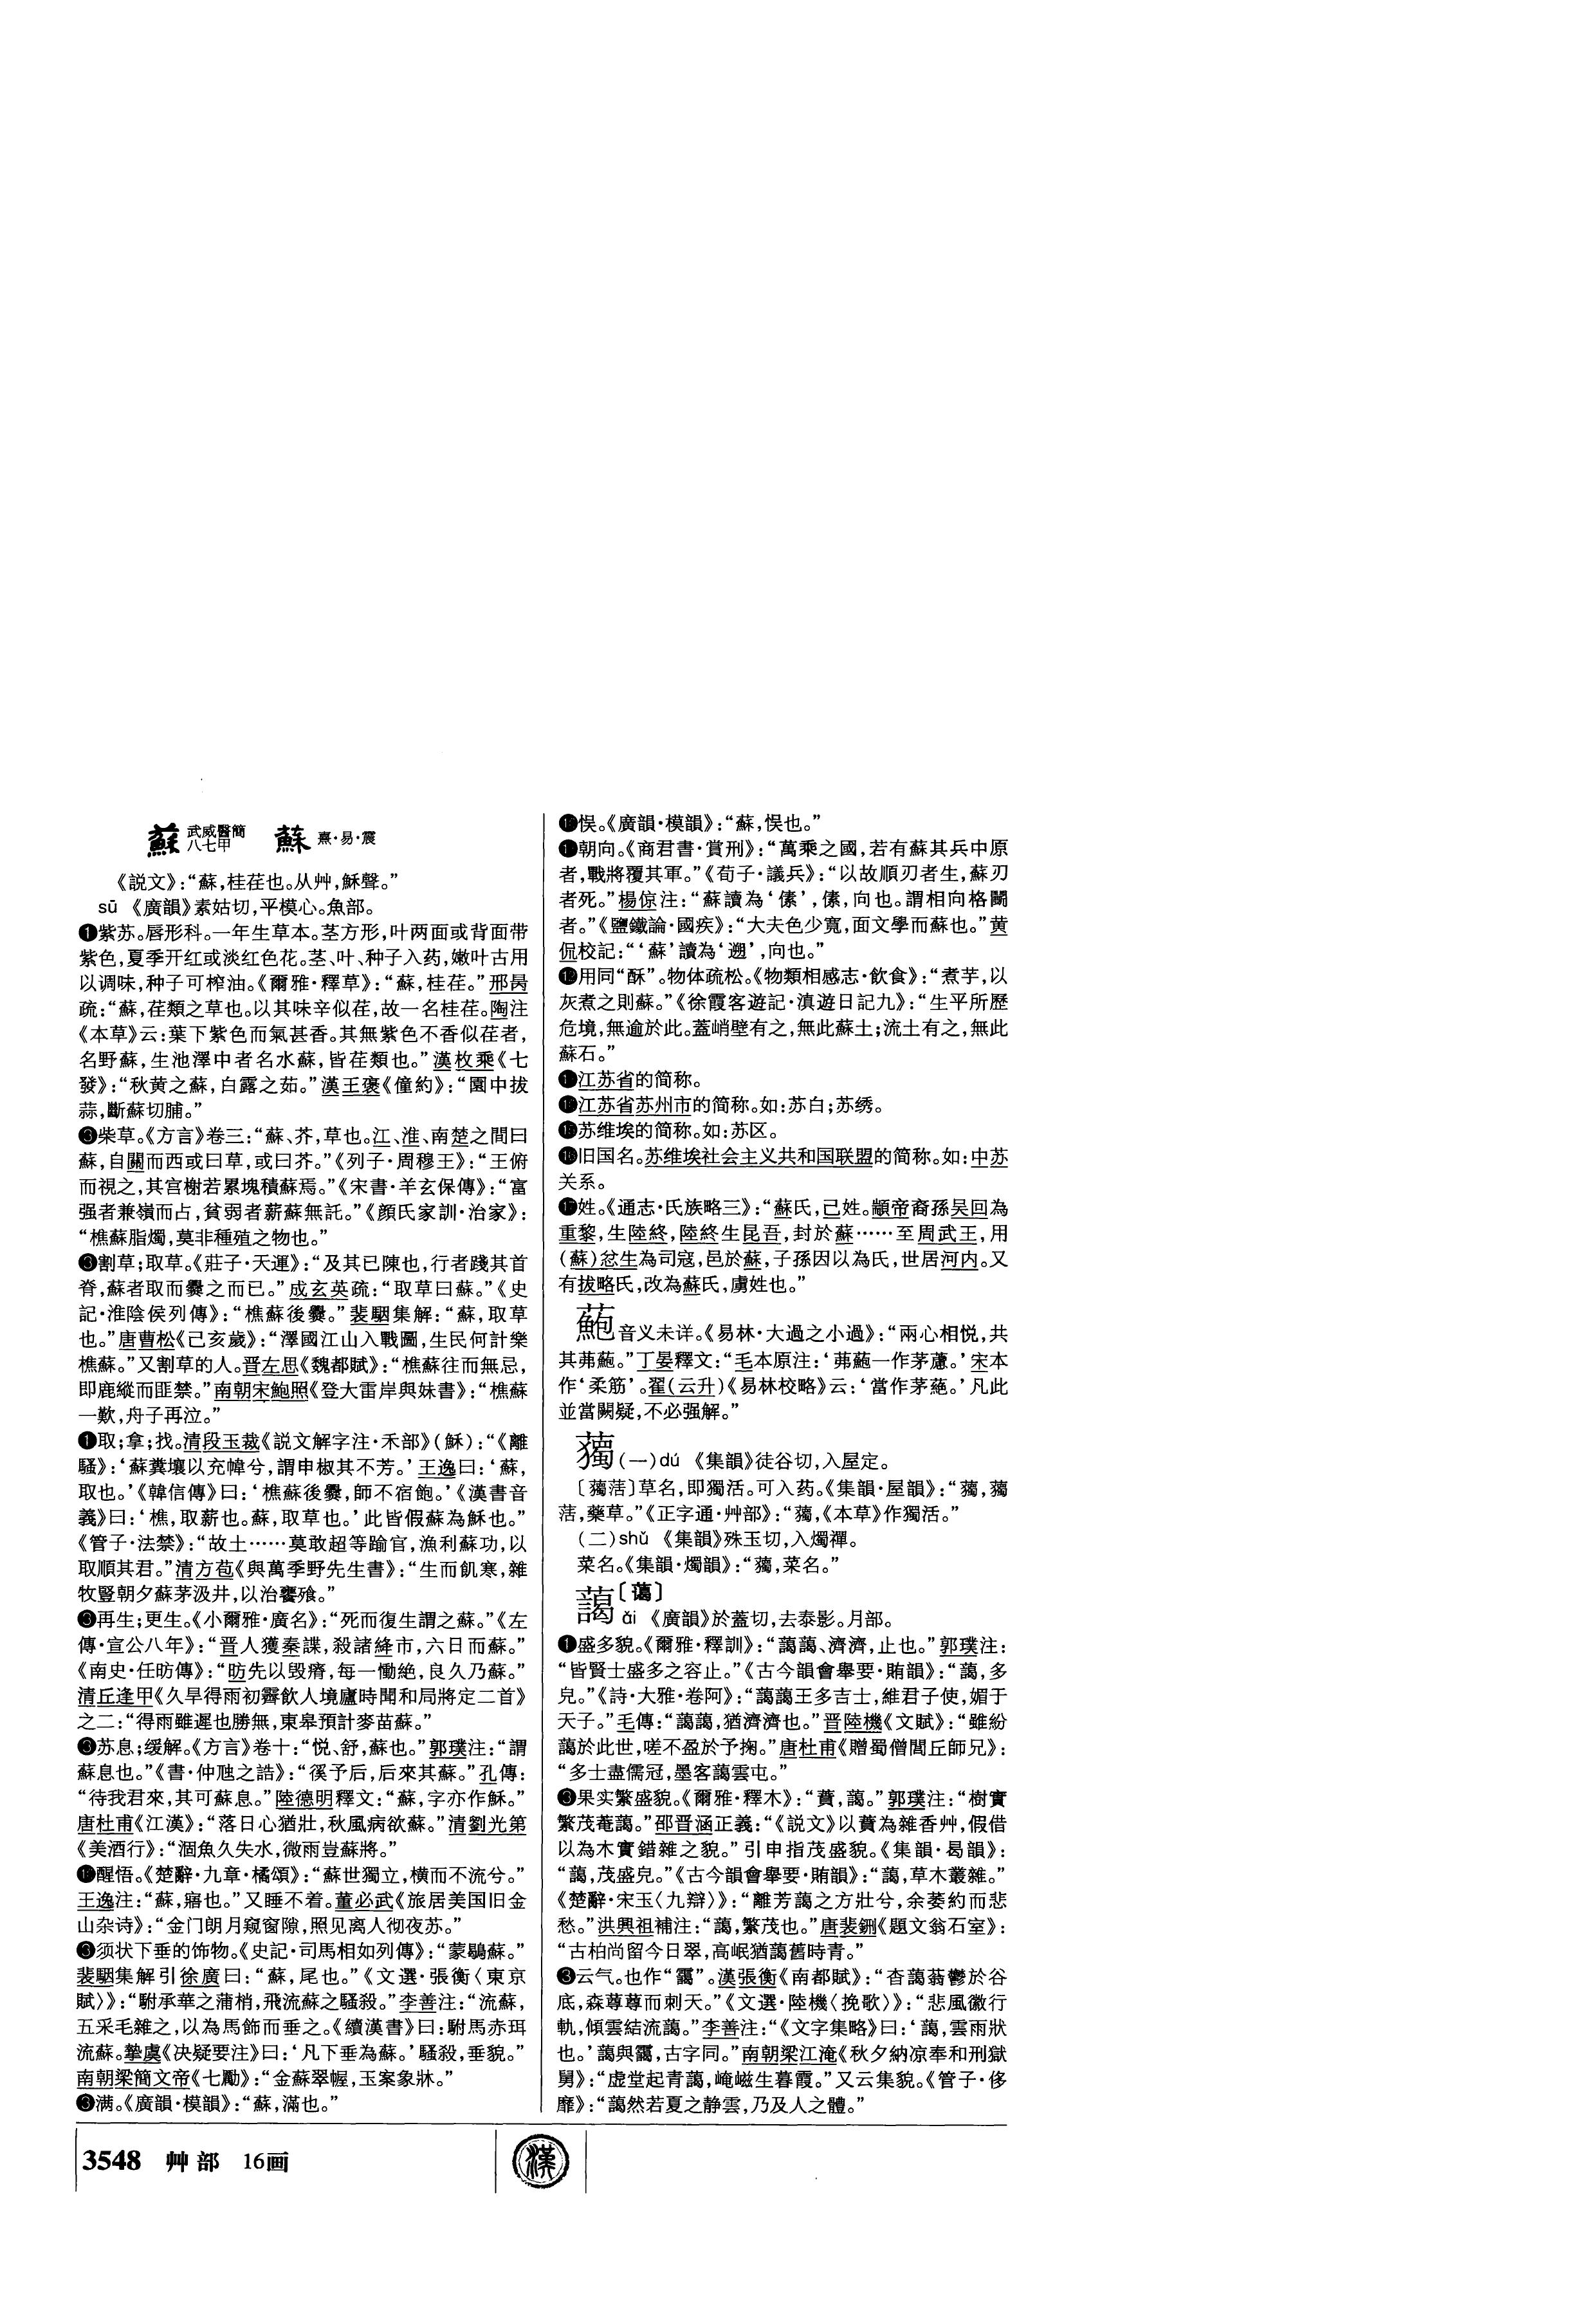 蘇 武威醫簡八七甲 蘇 熹·易·震
《説文》：“蘇，桂荏也。从艸，穌聲。”
sū 《廣韻》素姑切，平模心。魚部。
❶紫苏。唇形科。一年生草本。茎方形，叶两面或背面带
紫色，夏季开红或淡红色花。茎、叶、种子入药，嫩叶古用
以调味，种子可榨油。《爾雅·釋草》：“蘇，桂荏。”邢昺
疏：“蘇，荏類之草也。以其味辛似荏，故一名桂荏。陶注
《本草》云：葉下紫色而氣甚香。其無紫色不香似荏者，
名野蘇，生池澤中者名水蘇，皆荏類也。”漢枚乘《七
發》：“秋黄之蘇，白露之茹。”漢王褒《僮約》：“園中拔
蒜，斷蘇切脯。”
❸柴草。《方言》卷三：“蘇、芥，草也。江、淮、南楚之間曰
蘇，自關而西或曰草，或曰芥。”《列子·周穆王》：“王俯
而視之，其宫榭若累塊積蘇焉。”《宋書·羊玄保傳》：“富
强者兼嶺而占，貧弱者薪蘇無託。”《顔氏家訓·治家》：
“樵蘇脂燭，莫非種殖之物也。”
❸割草；取草。《莊子·天運》：“及其已陳也，行者踐其首
脊，蘇者取而爨之而已。”成玄英疏：“取草曰蘇。”《史
記·淮陰侯列傳》：“樵蘇後爨。”裴駰集解：“蘇，取草
也。”唐曹松《己亥歲》：“澤國江山入戰圖，生民何計樂
樵蘇。”又割草的人。晋左思《魏都賦》：“樵蘇往而無忌，
即鹿縱而匪禁。”南朝宋鮑照《登大雷岸與妹書》：“樵蘇
一歎，舟子再泣。”
❶取；拿；找。清段玉裁《説文解字注·禾部》（穌）：“《離
騷》：‘蘇糞壤以充幃兮，謂申椒其不芳。’王逸曰：‘蘇，
取也。’《韓信傳》曰：‘樵蘇後爨，師不宿飽。’《漢書音
義》曰：‘樵，取薪也。蘇，取草也。’此皆假蘇為穌也。”
《管子·法禁》：“故土……莫敢超等踰官，漁利蘇功，以
取順其君。”清方苞《與萬季野先生書》：“生而飢寒，雜
牧豎朝夕蘇茅汲井，以治饔飧。”
❸再生；更生。《小爾雅·廣名》：“死而復生謂之蘇。”《左
傳·宣公八年》：“晋人獲秦諜，殺諸絳市，六日而蘇。”
《南史·任昉傳》：“昉先以毁瘠，每一慟絶，良久乃蘇。”
清丘逢甲《久旱得雨初霽飲人境廬時聞和局將定二首》
之二：“得雨雖遲也勝無，東皋預計麥苗蘇。”
❸苏息；缓解。《方言》卷十：“悦、舒，蘇也。”郭璞注：“謂
蘇息也。”《書·仲虺之誥》：“徯予后，后來其蘇。”孔傳：
“待我君來，其可蘇息。”陸德明釋文：“蘇，字亦作穌。”
唐杜甫《江漢》：“落日心猶壯，秋風病欲蘇。”清劉光第
《美酒行》：“涸魚久失水，微雨豈蘇將。”
❶醒悟。《楚辭·九章·橘頌》：“蘇世獨立，横而不流兮。”
王逸注：“蘇，寤也。”又睡不着。董必武《旅居美国旧金
山杂诗》：“金门朗月窥窗隙，照见离人彻夜苏。”
❸须状下垂的饰物。《史記·司馬相如列傳》：“蒙鶡蘇。”
裴駰集解引徐廣曰：“蘇，尾也。”《文選·張衡〈東京
賦〉》：“駙承華之蒲梢，飛流蘇之騷殺。”李善注：“流蘇，
五采毛雜之，以為馬飾而垂之。《續漢書》曰：駙馬赤珥
流蘇。摯虞《决疑要注》曰：‘凡下垂為蘇。’騷殺，垂貌。”
南朝梁簡文帝《七勵》：“金蘇翠幄，玉案象牀。”
❸满。《廣韻·模韻》：“蘇，滿也。”
❶悮。《廣韻·模韻》：“蘇，悮也。”
❶朝向。《商君書·賞刑》：“萬乘之國，若有蘇其兵中原
者，戰將覆其軍。”《荀子·議兵》：“以故順刃者生，蘇刃
者死。”楊倞注：“蘇讀為‘傃’，傃，向也。謂相向格鬭
者。”《鹽鐵論·國疾》：“大夫色少寬，面文學而蘇也。”黄
侃校記：“‘蘇’讀為‘遡’，向也。”
⓬用同“酥”。物体疏松。《物類相感志·飲食》：“煮芋，以
灰煮之則蘇。”《徐霞客遊記·滇遊日記九》：“生平所歷
危境，無逾於此。蓋峭壁有之，無此蘇土；流土有之，無此
蘇石。”
❶江苏省的简称。
❶江苏省苏州市的简称。如：苏白；苏绣。
⓯苏维埃的简称。如：苏区。
⓰旧国名。苏维埃社会主义共和国联盟的简称。如：中苏
关系。
⓱姓。《通志·氏族略三》：“蘇氏，己姓。顓帝裔孫吴回為
重黎，生陸終，陸終生昆吾，封於蘇……至周武王，用
（蘇）忿生為司寇，邑於蘇，子孫因以為氏，世居河内。又
有拔略氏，改為蘇氏，虜姓也。”
音义未详。《易林·大過之小過》：“兩心相悦，共
其茀。”丁晏釋文：“毛本原注：‘茀一作茅蘆。’宋本
作‘柔筋’。翟（云升）《易林校略》云：‘當作茅蕝。’凡此
並當闕疑，不必强解。”
䕤（一）dú 《集韻》徒谷切，入屋定。
〔䕤萿〕草名，即獨活。可入药。《集韻·屋韻》：“䕤，䕤
萿，藥草。”《正字通·艸部》：“䕤，《本草》作獨活。”
（二）shǔ 《集韻》殊玉切，入燭禪。
菜名。《集韻·燭韻》：“䕤，菜名。”
藹〔蔼〕
ǎi 《廣韻》於蓋切，去泰影。月部。
❶盛多貌。《爾雅·釋訓》：“藹藹、濟濟，止也。”郭璞注：
“皆賢士盛多之容止。”《古今韻會舉要·賄韻》：“藹，多
皃。”《詩·大雅·卷阿》：“藹藹王多吉士，維君子使，媚于
天子。”毛傳：“藹藹，猶濟濟也。”晋陸機《文賦》：“雖紛
藹於此世，嗟不盈於予掬。”唐杜甫《贈蜀僧閭丘師兄》：
“多士盡儒冠，墨客藹雲屯。”
❸果实繁盛貌。《爾雅·釋木》：“蕡，藹。”郭璞注：“樹實
繁茂菴藹。”邵晋涵正義：“《説文》以蕡為雜香艸，假借
以為木實錯雜之貌。”引申指茂盛貌。《集韻·曷韻》：
“藹，茂盛皃。”《古今韻會舉要·賄韻》：“藹，草木叢雜。”
《楚辭·宋玉〈九辯〉》：“離芳藹之方壯兮，余萎約而悲
愁。”洪興祖補注：“藹，繁茂也。”唐裴鉶《題文翁石室》：
“古柏尚留今日翠，高岷猶藹舊時青。”
❸云气。也作“靄”。漢張衡《南都賦》：“杳藹蓊鬱於谷
底，森蓴蓴而刺天。”《文選·陸機〈挽歌〉》：“悲風徽行
軌，傾雲結流藹。”李善注：“《文字集略》曰：‘藹，雲雨狀
也。’藹與靄，古字同。”南朝梁江淹《秋夕納凉奉和刑獄
舅》：“虚堂起青藹，崦嵫生暮霞。”又云集貌。《管子·侈
靡》：“藹然若夏之静雲，乃及人之體。”
3548 艸部 16画 漢